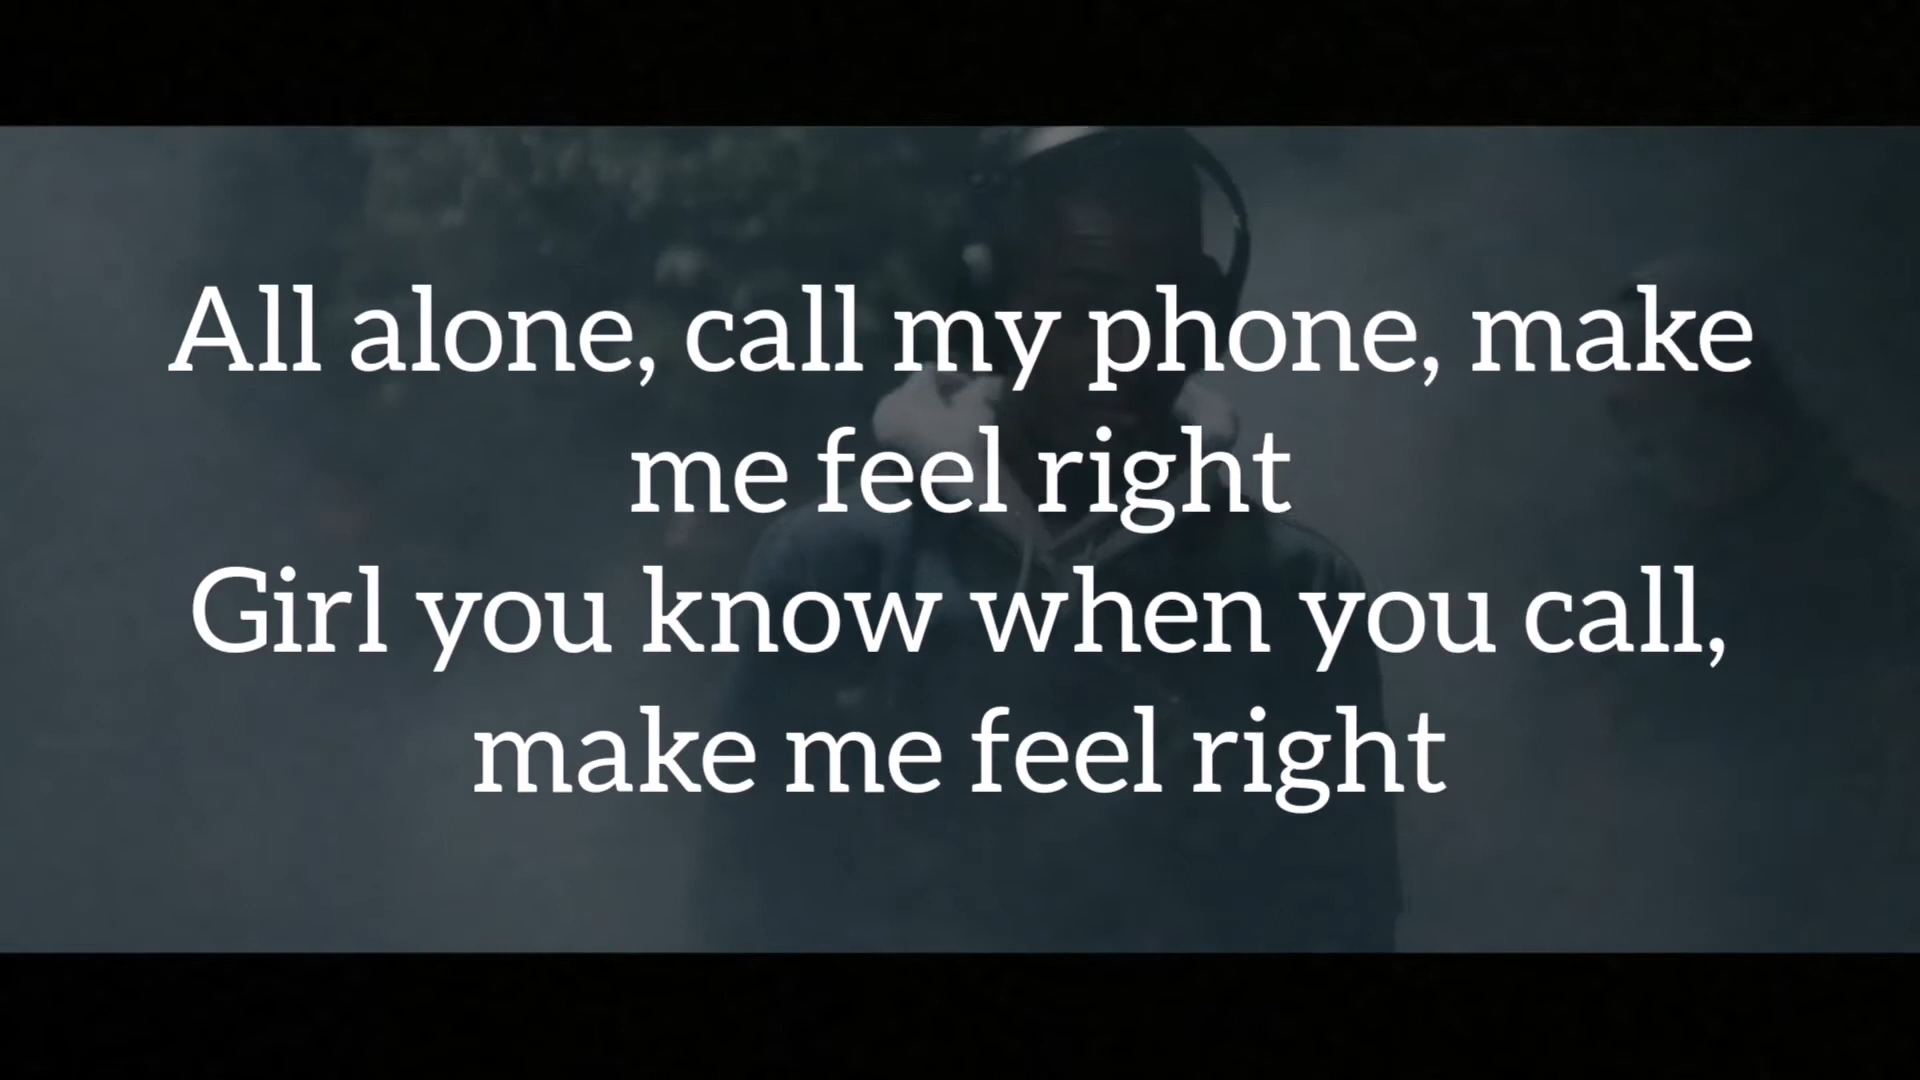 All alone, call my phone, make
me feel right
Girl you know when you call,
make me feel right